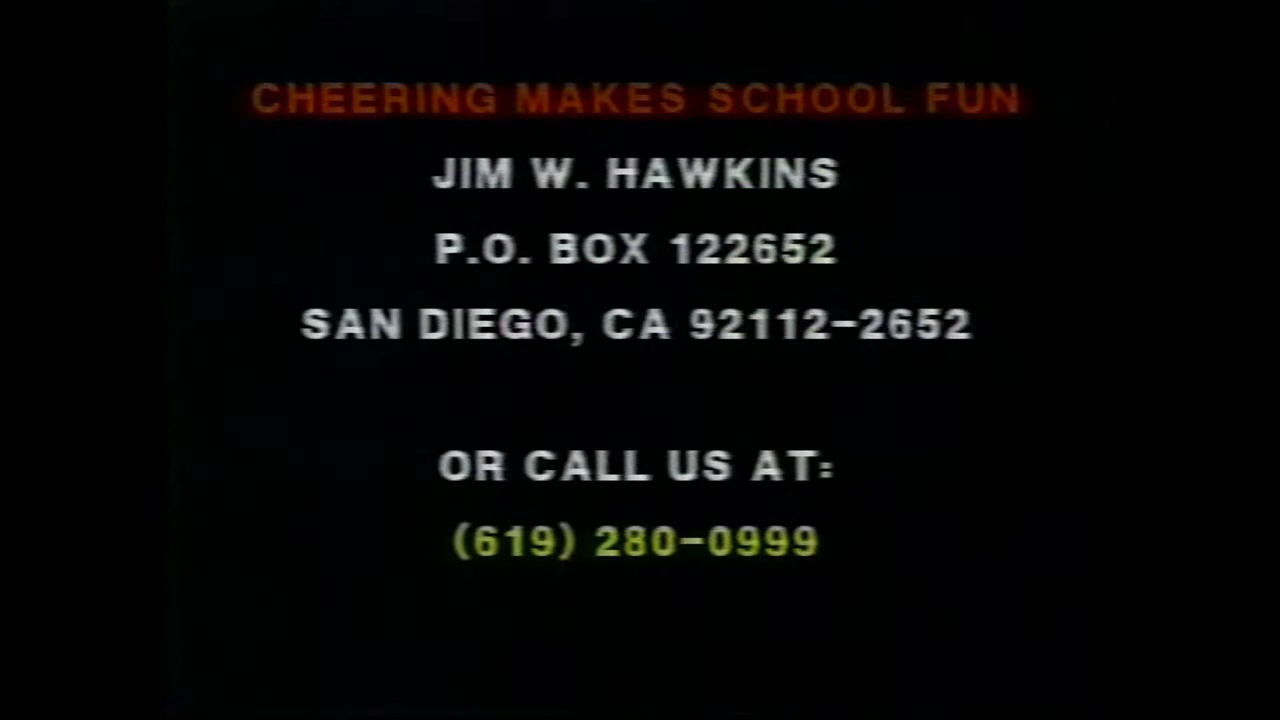 CHEERING MAKES SCHOOL FUN
JIM W. HAWKINS
P.O. BOX 122652
SAN DIEGO, CA 92112-2652
OR CALL US AT:
(619) 280-0999